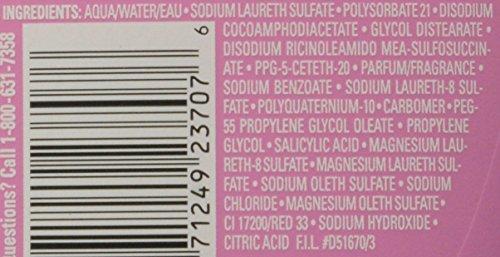 INGREDIENTS: AQUA/WATER/EAU • SODIUM LAURETH SULFATE • POLYSORBATE 21 • DISODIUM
COCOAMPHODIACETATE • GLYCOL DISTEARATE •
DISODIUM RICINOLEAMIDO MEA-SULFOSUCCIN-
ATE • PPG-5-CETETH-20 • PARFUM/FRAGRANCE •
SODIUM BENZOATE • SODIUM LAURETH-8 SUL-
FATE • POLYQUATERNIUM-10 • CARBOMER • PEG-
55 PROPYLENE GLYCOL OLEATE • PROPYLENE
GLYCOL • SALICYLIC ACID • MAGNESIUM LAU-
RETH-8 SULFATE • MAGNESIUM LAURETH SUL-
FATE • SODIUM OLETH SULFATE • SODIUM
CHLORIDE • MAGNESIUM OLETH SULFATE •
CI 17200/RED 33 • SODIUM HYDROXIDE •
CITRIC ACID F.I.L. #D51670/3
71249 23707 6
uestions? Call 1-800-631-7358